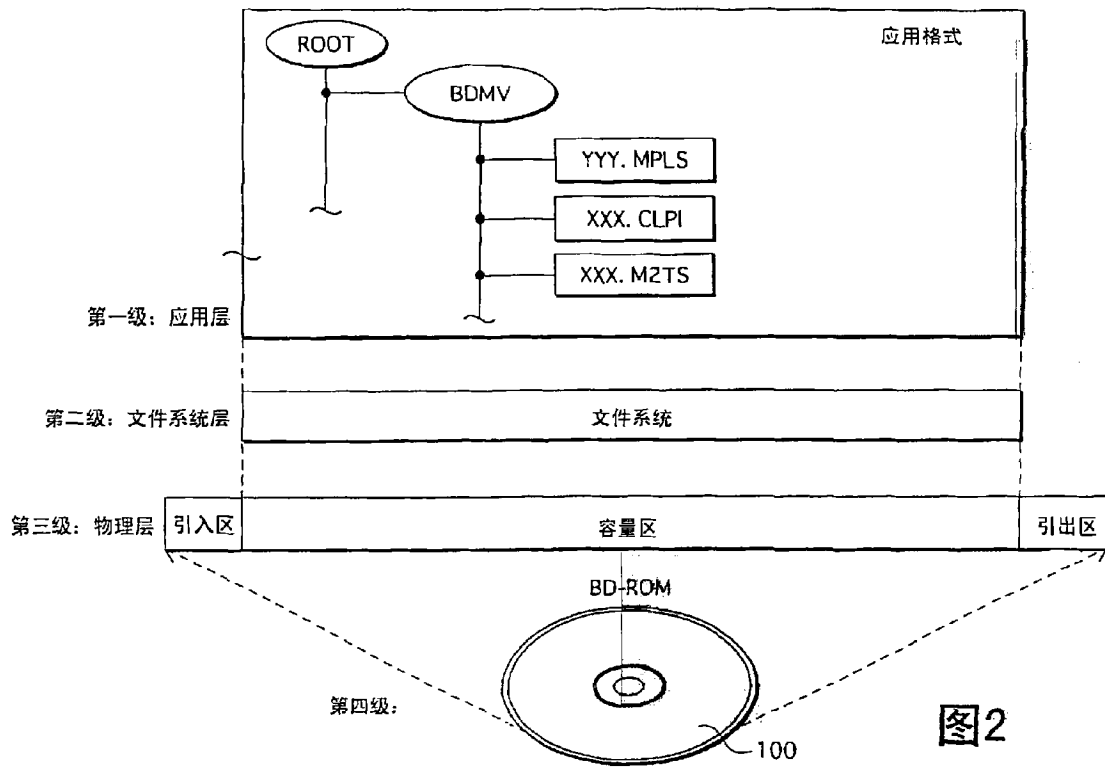 ROOT
应用格式
BDMV
YYY. MPLS
XXX. CLPI
XXX. M2TS
第一级：应用层
第二级：文件系统层
文件系统
第三级：物理层
引入区
容量区
引出区
BD-ROM
第四级：
100
图2